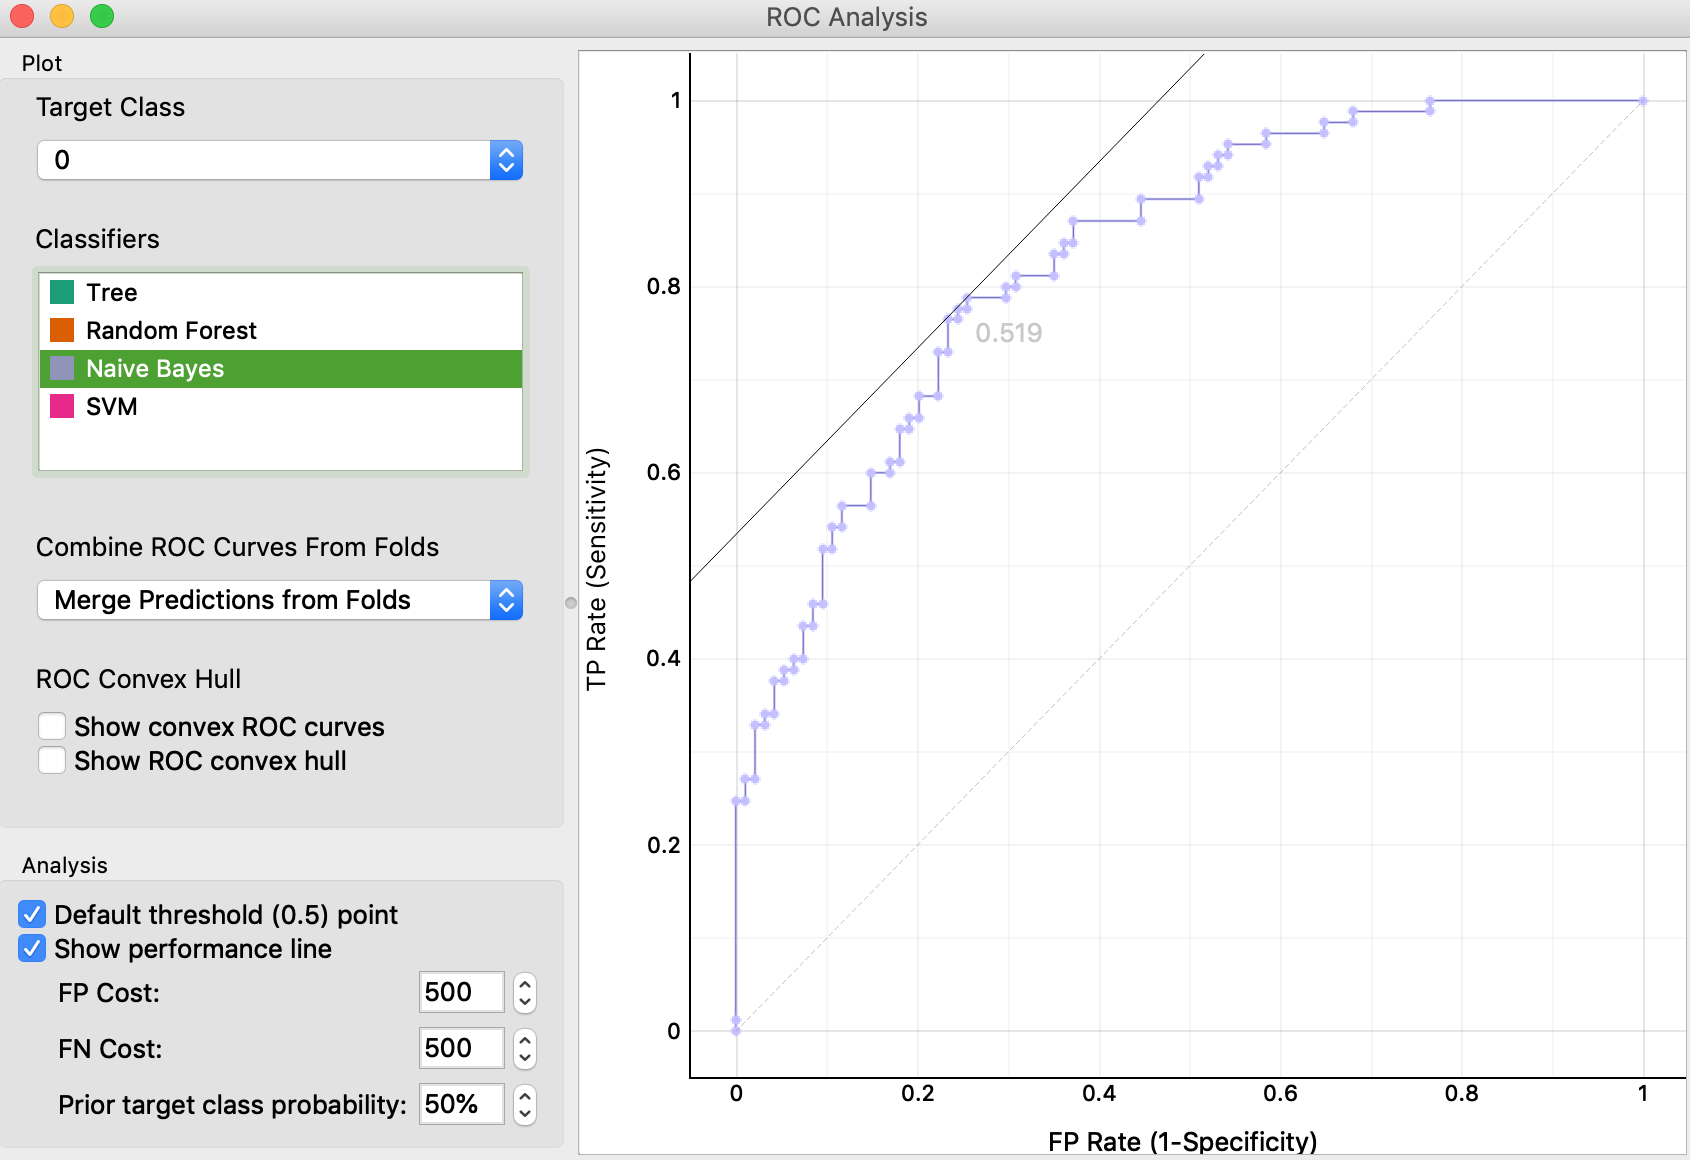 ROC Analysis
Plot
Target Class
0
Classifiers
Tree
Random Forest
Naive Bayes
SVM
Combine ROC Curves From Folds
Merge Predictions from Folds
ROC Convex Hull
Show convex ROC curves
Show ROC convex hull
Analysis
Default threshold (0.5) point
Show performance line
FP Cost: 500
FN Cost: 500
Prior target class probability: 50%
TP Rate (Sensitivity)
1
0.8
0.6
0.4
0.2
0
0.519
0 0.2 0.4 0.6 0.8 1
FP Rate (1-Specificity)